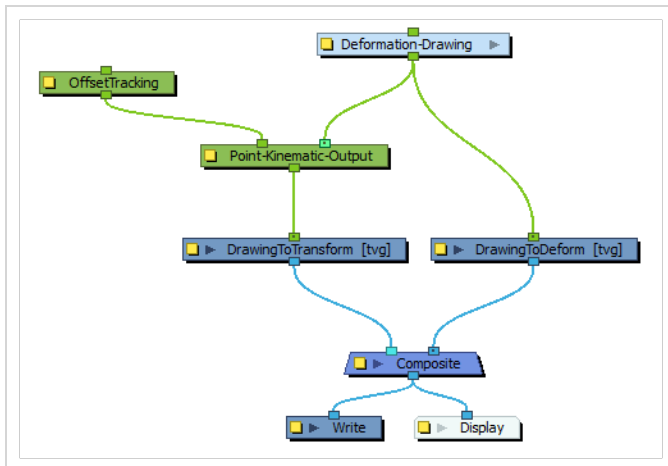 Deformation-Drawing
OffsetTracking
Point-Kinematic-Output
DrawingToTransform [tvg]
DrawingToDeform [tvg]
Composite
Write
Display